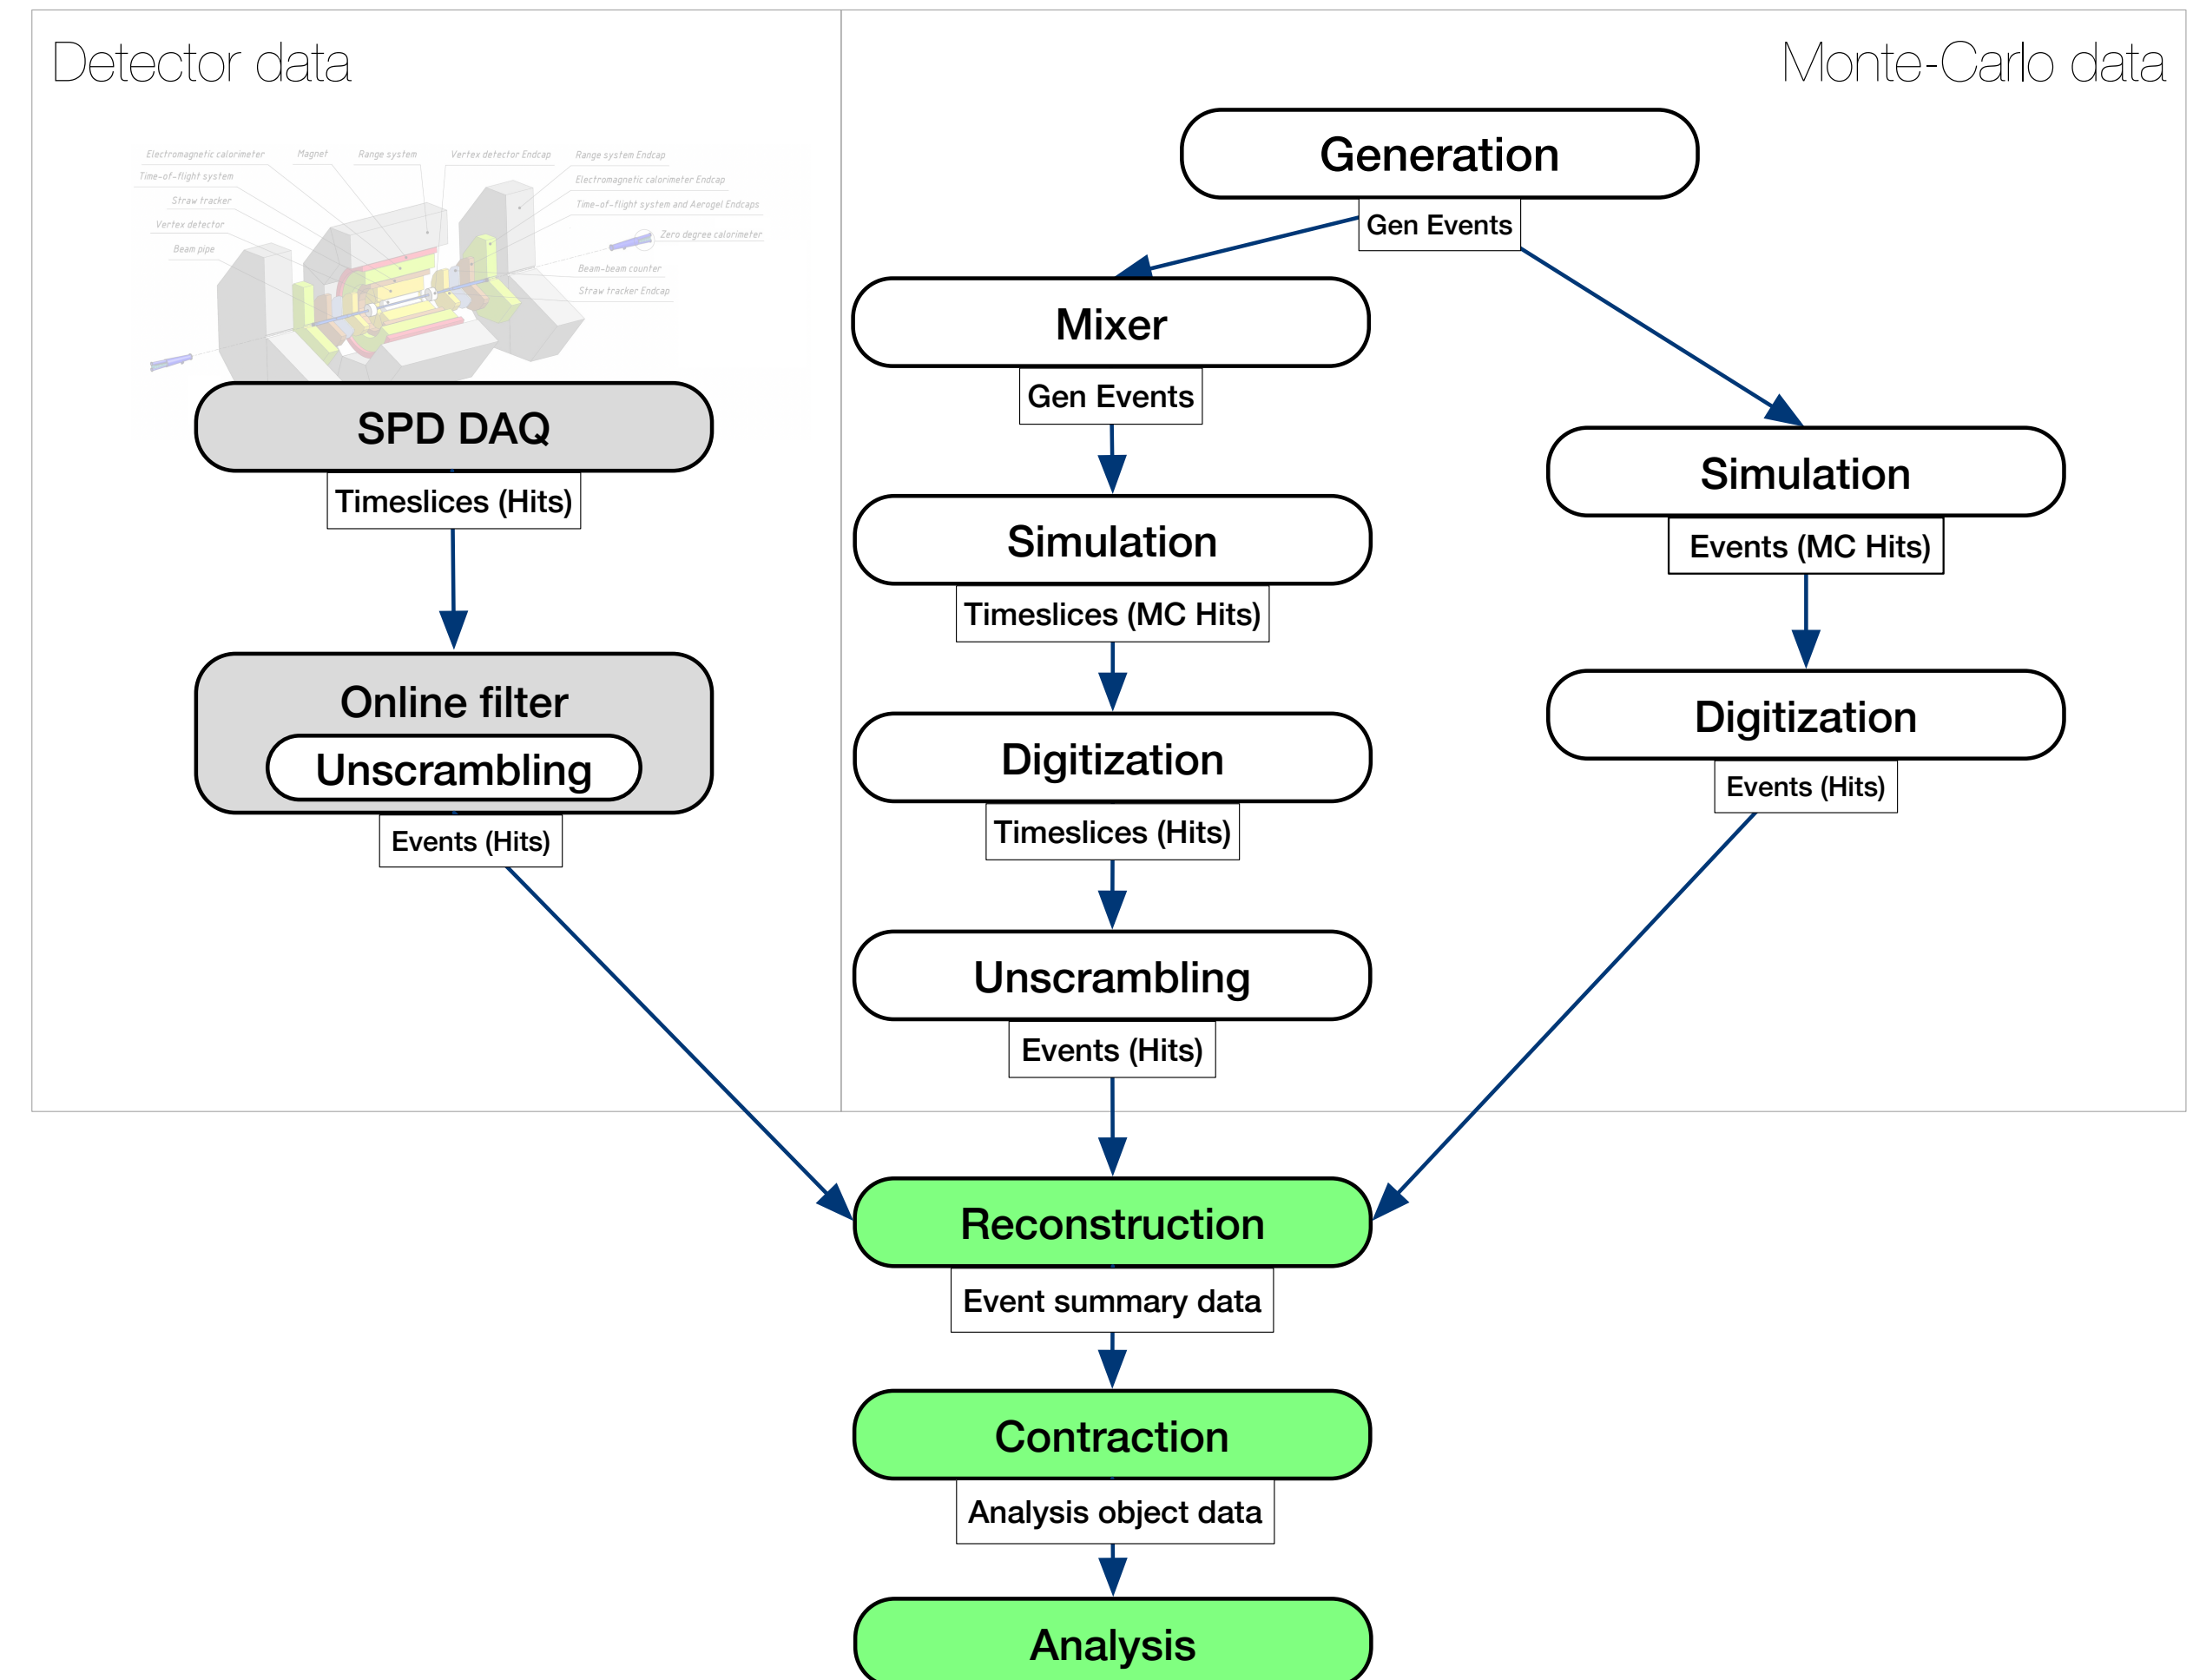 Detector data
Monte-Carlo data
Electromagnetic calorimeter
Magnet
Range system
Vertex detector Endcap
Range system Endcap
Time-of-flight system
Electromagnetic calorimeter Endcap
Straw tracker
Time-of-flight system and Aerogel Endcaps
Vertex detector
Zero degree calorimeter
Beam pipe
Beam-beam counter
Straw tracker Endcap
SPD DAQ
Timeslices (Hits)
Online filter
Unscrambling
Events (Hits)
Generation
Gen Events
Mixer
Gen Events
Simulation
Timeslices (MC Hits)
Digitization
Timeslices (Hits)
Unscrambling
Events (Hits)
Simulation
Events (MC Hits)
Digitization
Events (Hits)
Reconstruction
Event summary data
Contraction
Analysis object data
Analysis